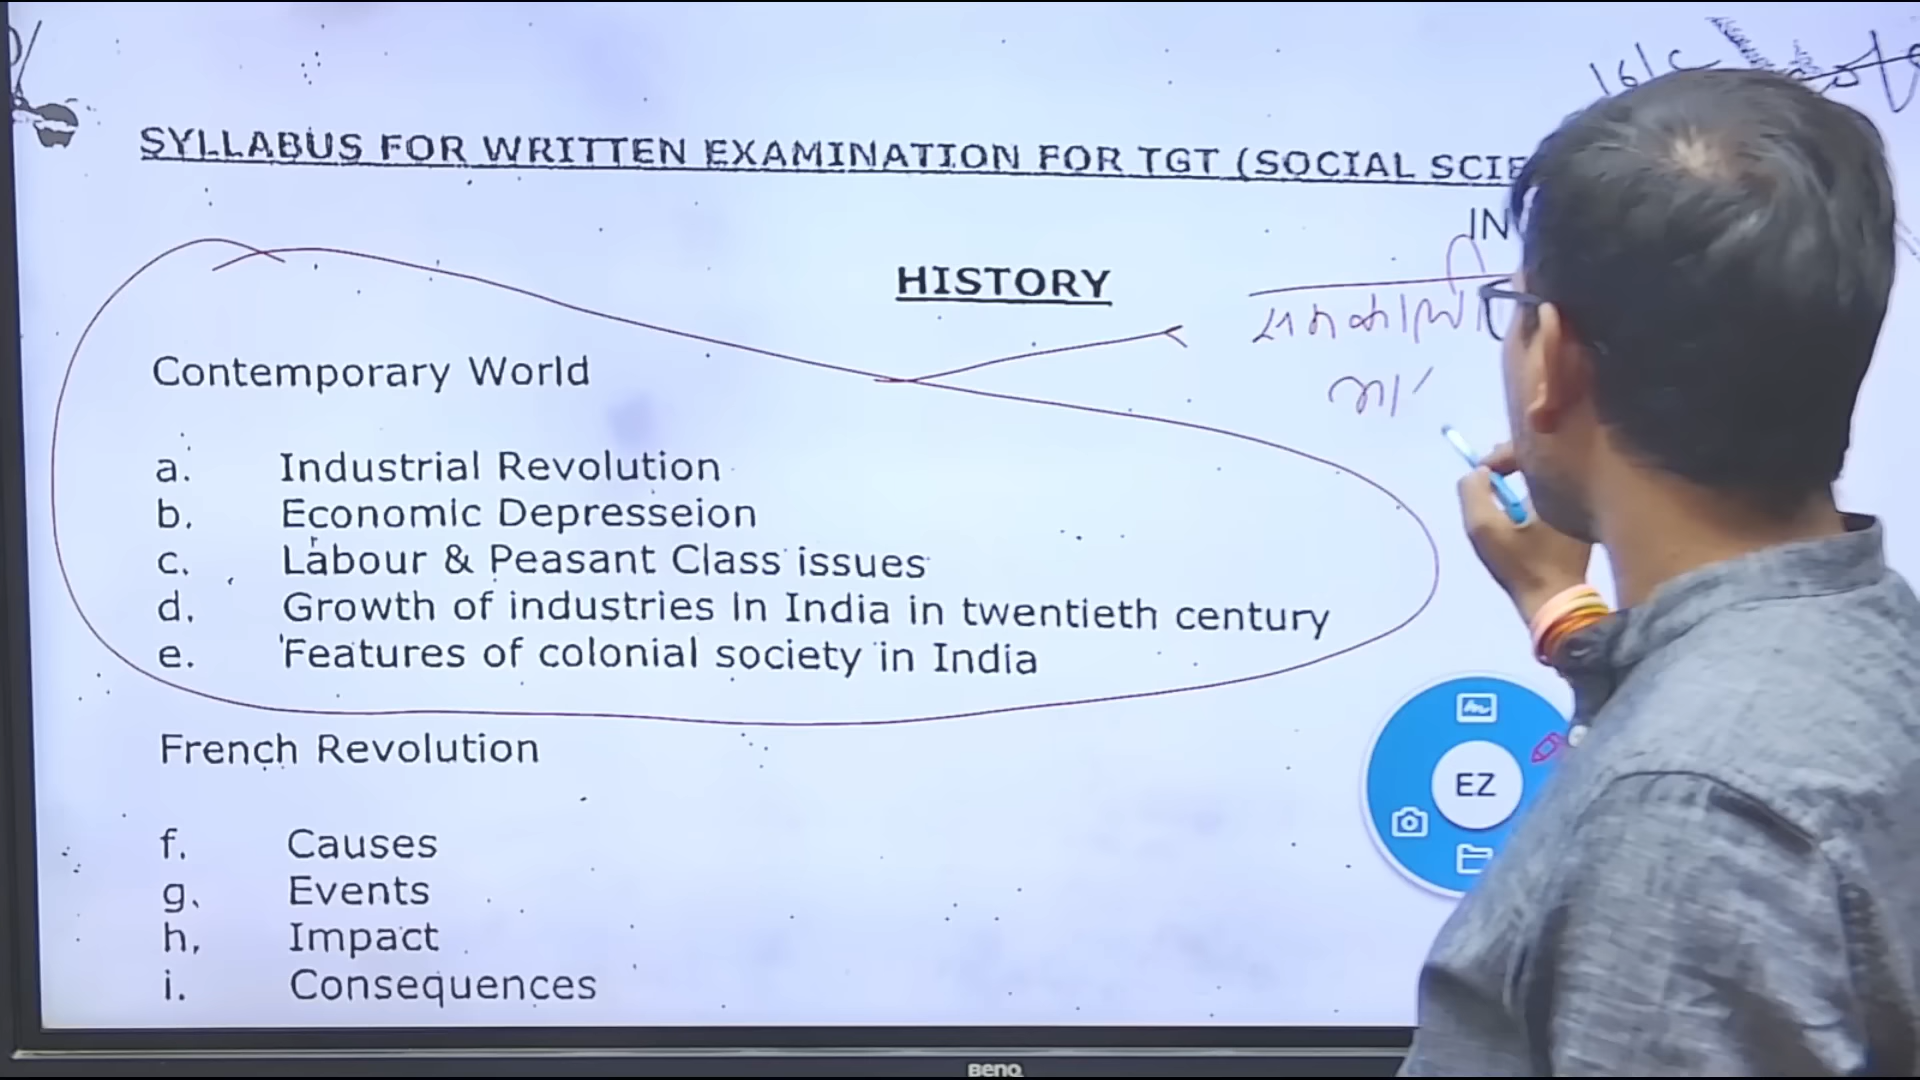 SYLLABUS FOR WRITTEN EXAMINATION FOR TGT (SOCIAL SCIE
IN
HISTORY
Contemporary World
a. Industrial Revolution
b. Economic Depresseion
c. Labour & Peasant Class issues
d. Growth of industries in India in twentieth century
e. Features of colonial society in India
French Revolution
f. Causes
g. Events
h. Impact
i. Consequences
EZ
BenQ